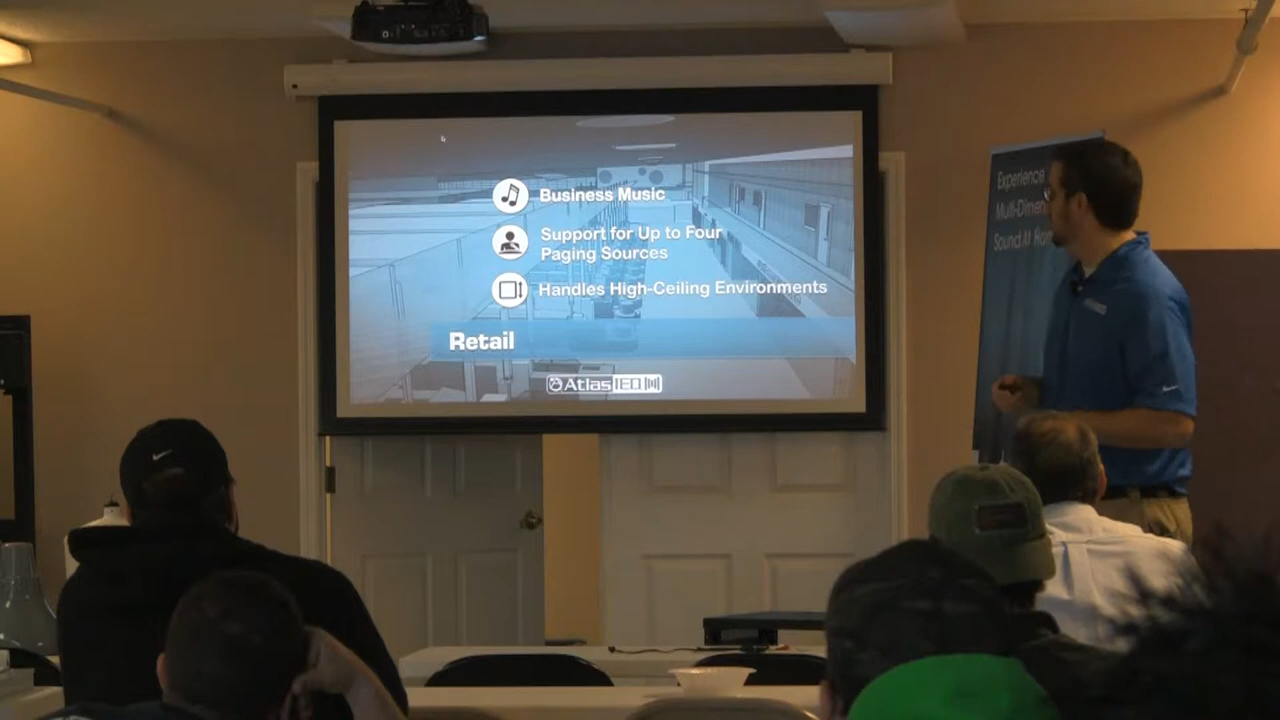 Business Music
Support for Up to Four
Paging Sources
Handles High-Ceiling Environments
Retail
AtlasIED
Experience
Multi-Dimen
Sound At Hom